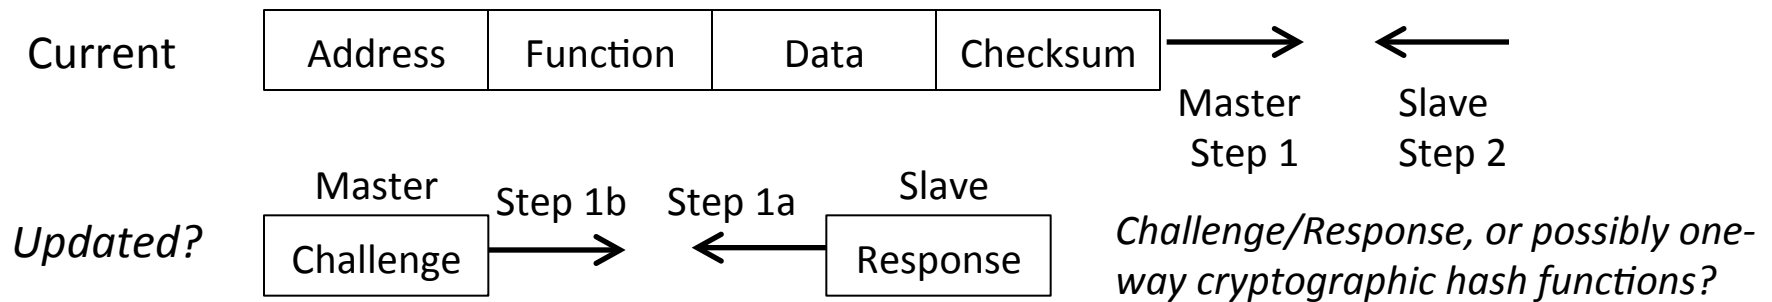 Current Address Function Data Checksum
Master Slave
Step 1 Step 2
Master Step 1b Step 1a Slave
Updated? Challenge Response
Challenge/Response, or possibly one-
way cryptographic hash functions?